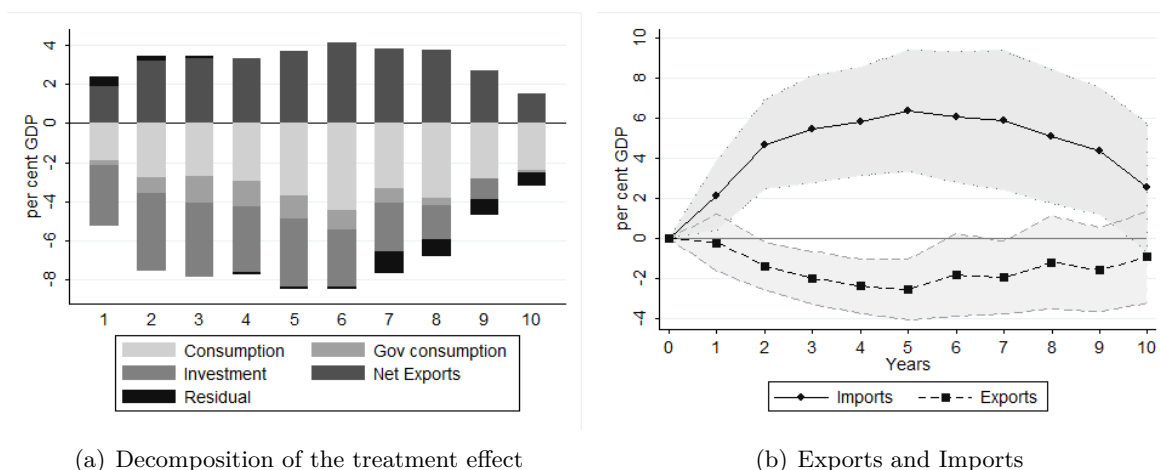 per cent GDP
4
2
0
-2
-4
-6
-8
1 2 3 4 5 6 7 8 9 10
Consumption Gov consumption
Investment Net Exports
Residual
(a) Decomposition of the treatment effect
per cent GDP
10
8
6
4
2
0
-2
-4
0 1 2 3 4 5 6 7 8 9 10
Years
Imports Exports
(b) Exports and Imports